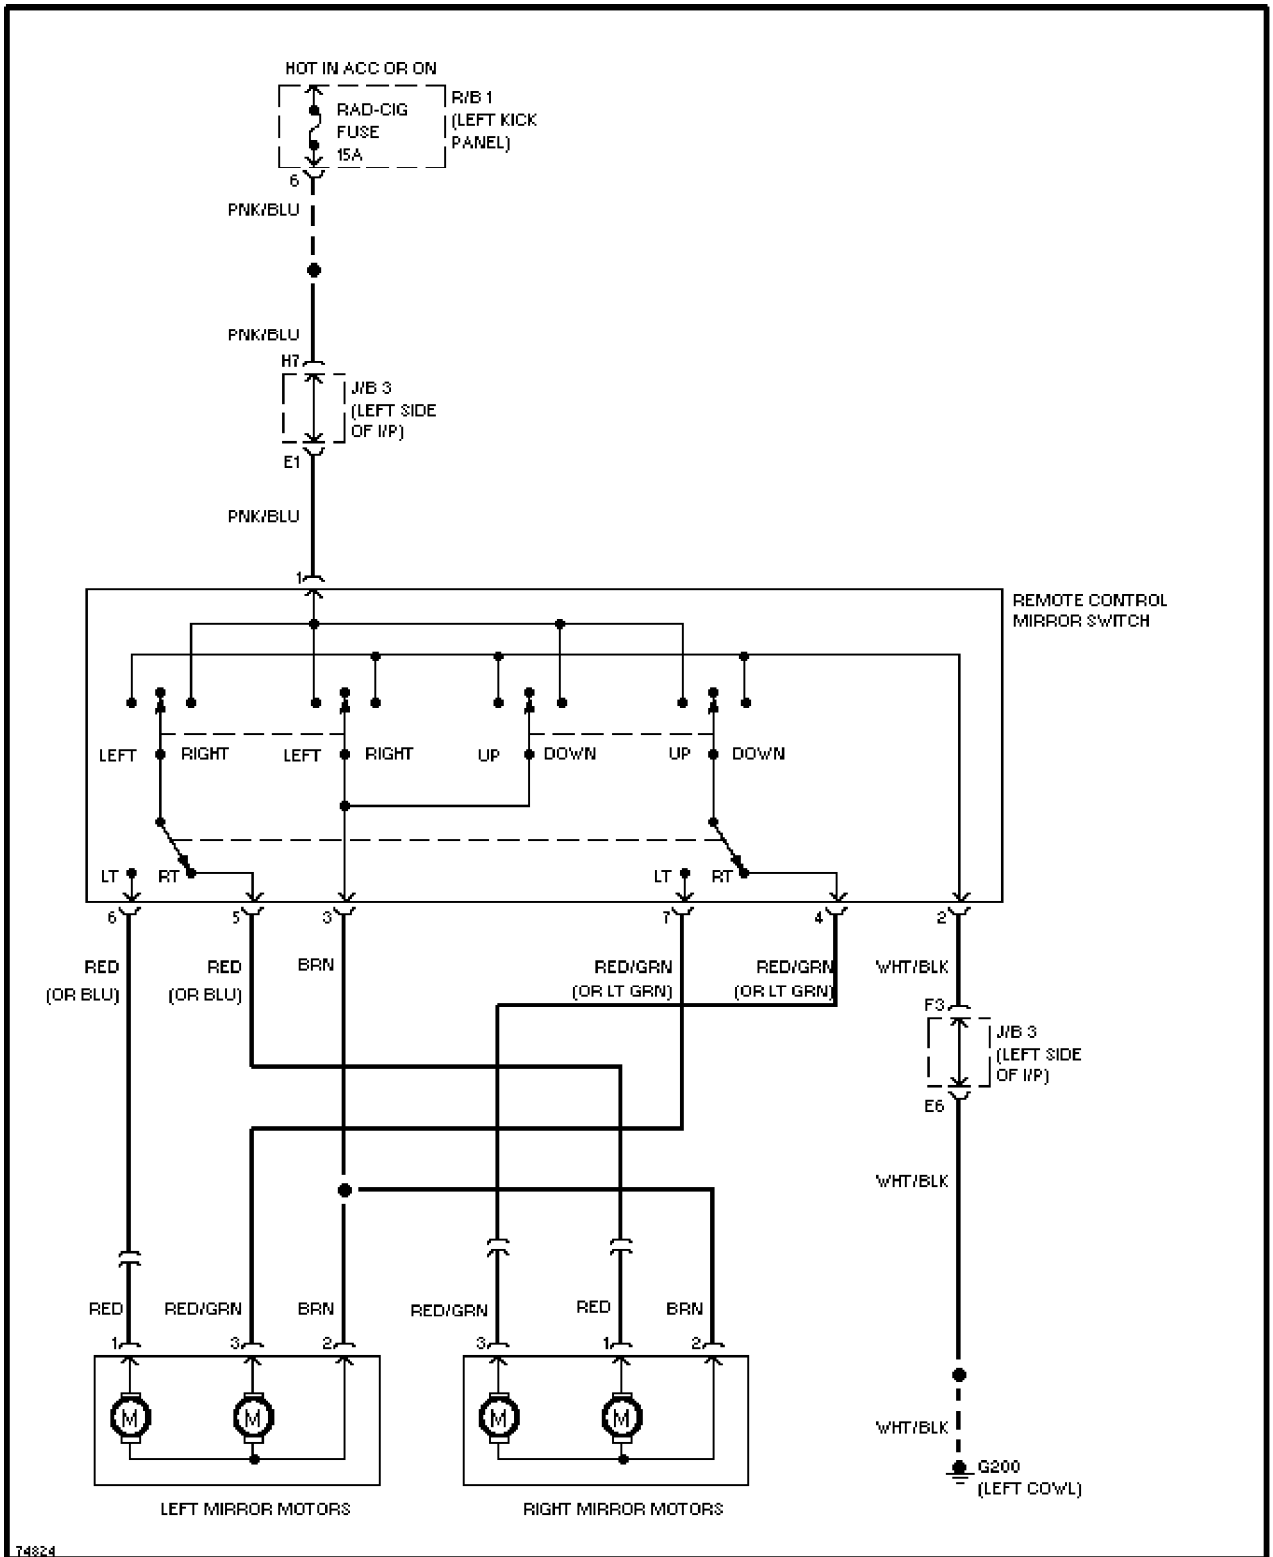 HOT IN ACC OR ON
RAD-CIG
FUSE
15A
R/B 1
(LEFT KICK
PANEL)
6
PNK/BLU
PNK/BLU
H7
J/B 3
(LEFT SIDE
OF I/P)
E1
PNK/BLU
1
REMOTE CONTROL
MIRROR SWITCH
LEFT RIGHT LEFT RIGHT UP DOWN UP DOWN
LT RT LT RT
6 5 3 7 4 2
RED RED BRN RED/GRN RED/GRN WHT/BLK
(OR BLU) (OR BLU) (OR LT GRN) (OR LT GRN)
F3
J/B 3
(LEFT SIDE
OF I/P)
E6
WHT/BLK
RED RED/GRN BRN RED/GRN RED BRN
1 3 2 3 1 2
M M M M
WHT/BLK
G200
(LEFT COWL)
LEFT MIRROR MOTORS RIGHT MIRROR MOTORS
74824